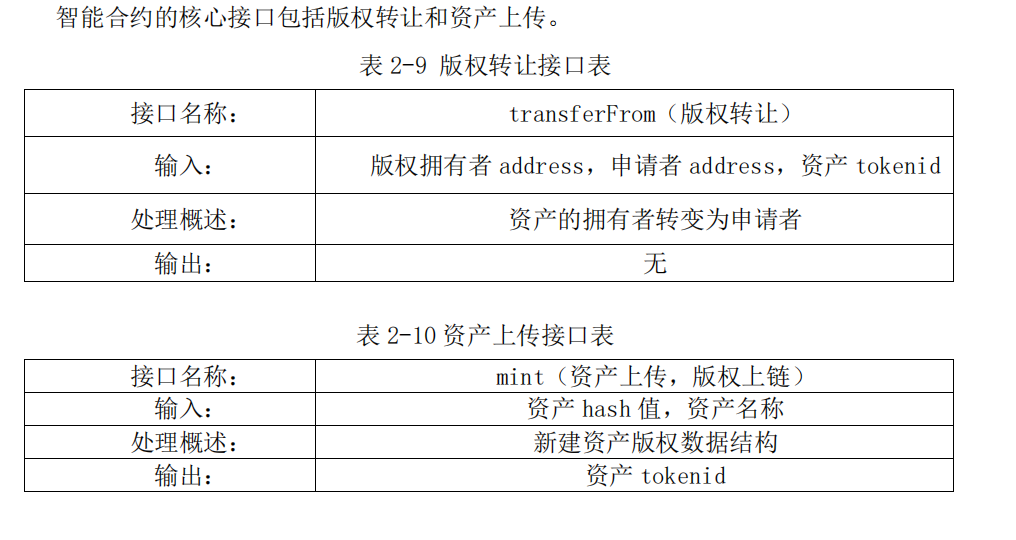 智能合约的核心接口包括版权转让和资产上传。
表 2-9 版权转让接口表
接口名称： transferFrom（版权转让）
输入： 版权拥有者 address，申请者 address，资产 tokenid
处理概述： 资产的拥有者转变为申请者
输出： 无
表 2-10 资产上传接口表
接口名称： mint（资产上传，版权上链）
输入： 资产 hash 值，资产名称
处理概述： 新建资产版权数据结构
输出： 资产 tokenid